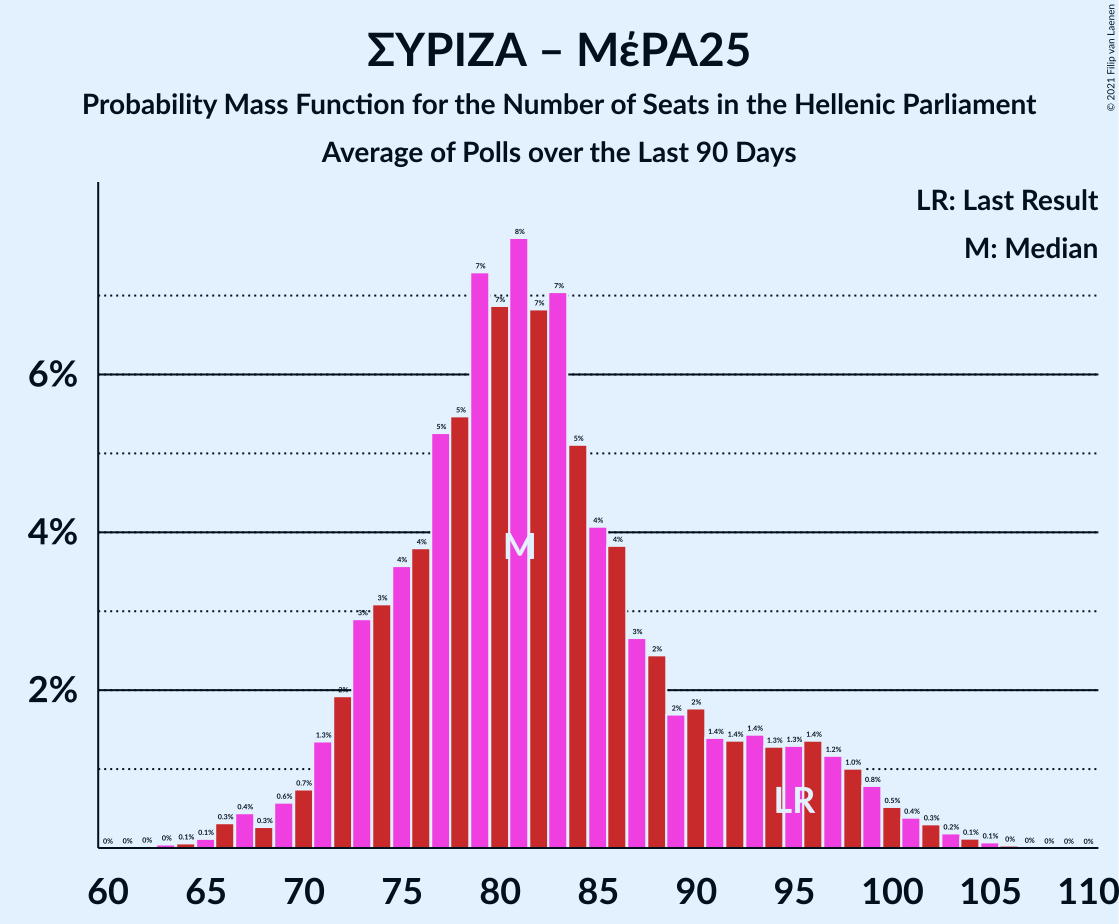 ΣΥΡΙΖΑ – ΜέΡΑ25
Probability Mass Function for the Number of Seats in the Hellenic Parliament
Average of Polls over the Last 90 Days
© 2021 Filip van Laenen
LR: Last Result
M: Median
6%
4%
2%
0% 0% 0% 0% 0.1% 0.1% 0.3% 0.4% 0.3% 0.6% 0.7% 1.3% 2% 3% 3% 4% 4% 5% 5% 7% 7% 8% 7% 7% 5% 4% 4% 3% 2% 2% 2% 1.4% 1.4% 1.4% 1.3% 1.3% 1.4% 1.2% 1.0% 0.8% 0.5% 0.4% 0.3% 0.2% 0.1% 0.1% 0% 0% 0% 0% 0%
M
LR
60 65 70 75 80 85 90 95 100 105 110